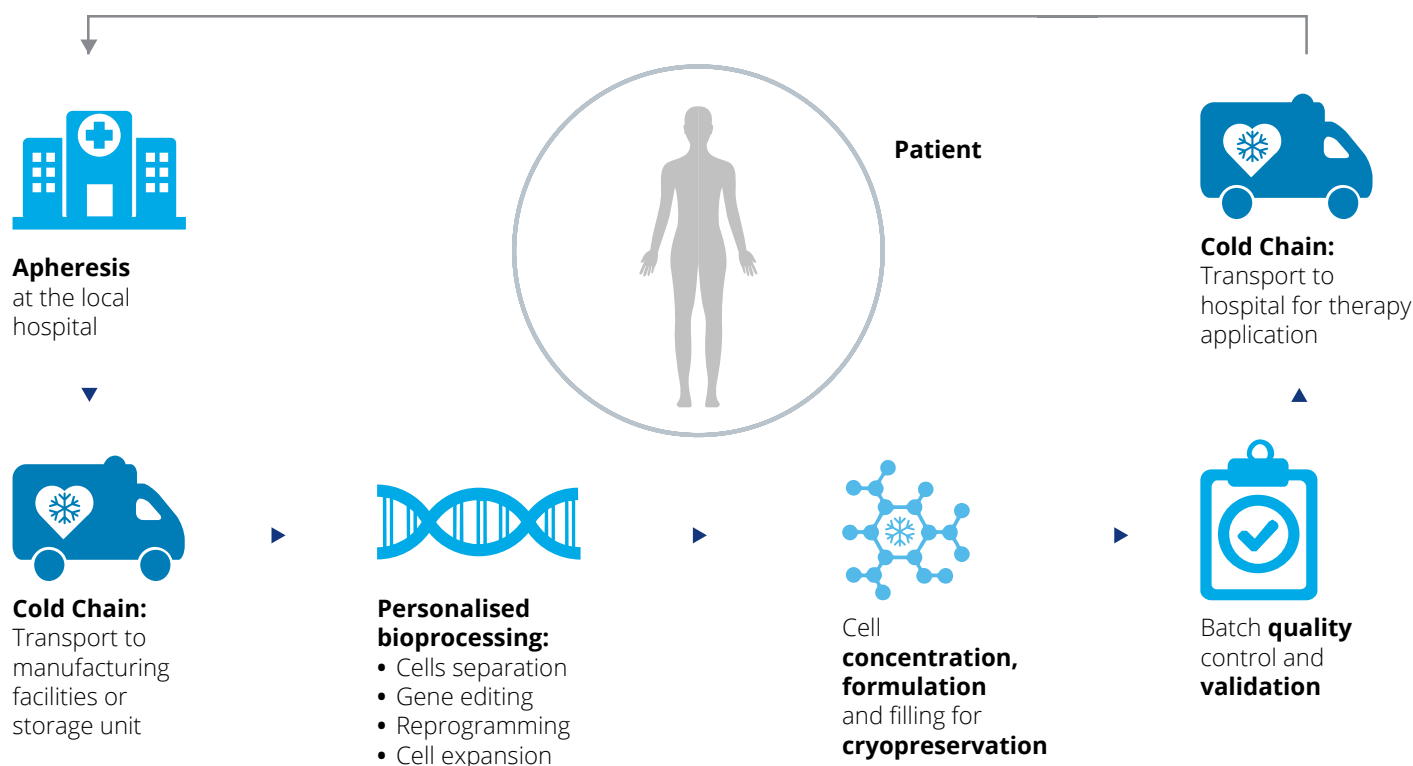 Patient
Apheresis
at the local
hospital
Cold Chain:
Transport to
hospital for therapy
application
Cold Chain:
Transport to
manufacturing
facilities or
storage unit
Personalised
bioprocessing:
• Cells separation
• Gene editing
• Reprogramming
• Cell expansion
Cell
concentration,
formulation
and filling for
cryopreservation
Batch quality
control and
validation